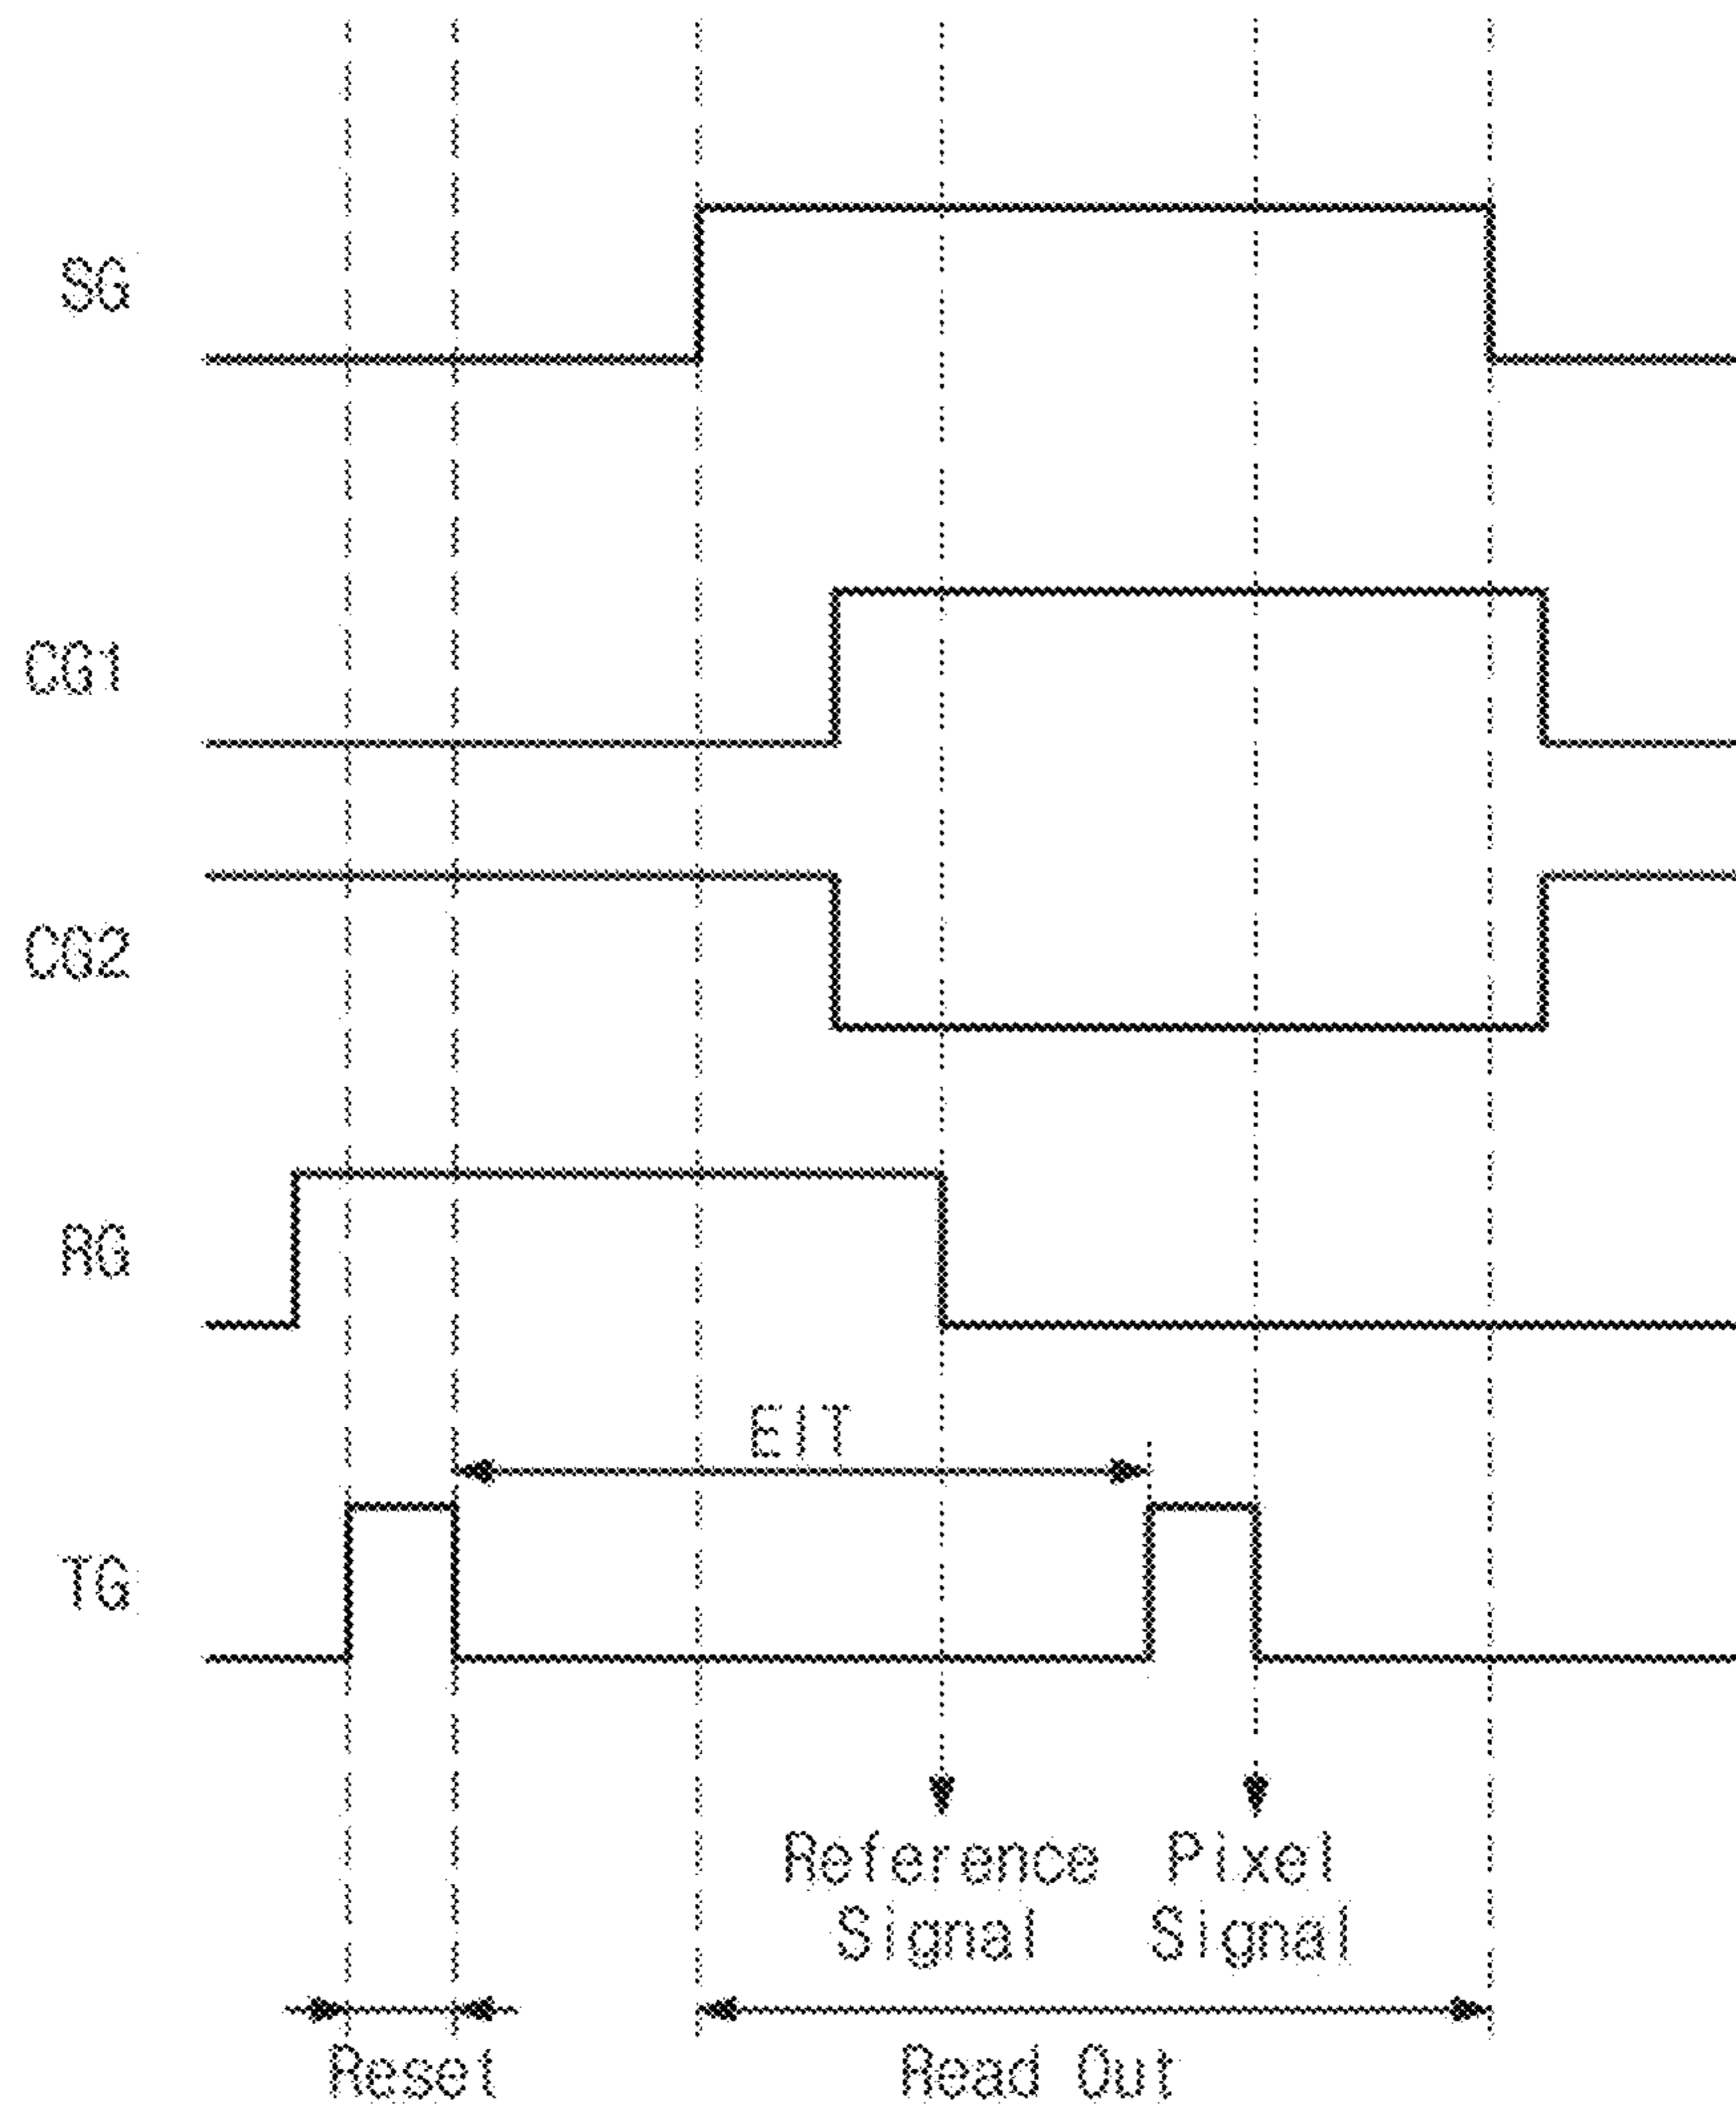 SG
CG1
CG2
RG
EIT
TG
Reference Pixel
Signal Signal
Reset
Read Out